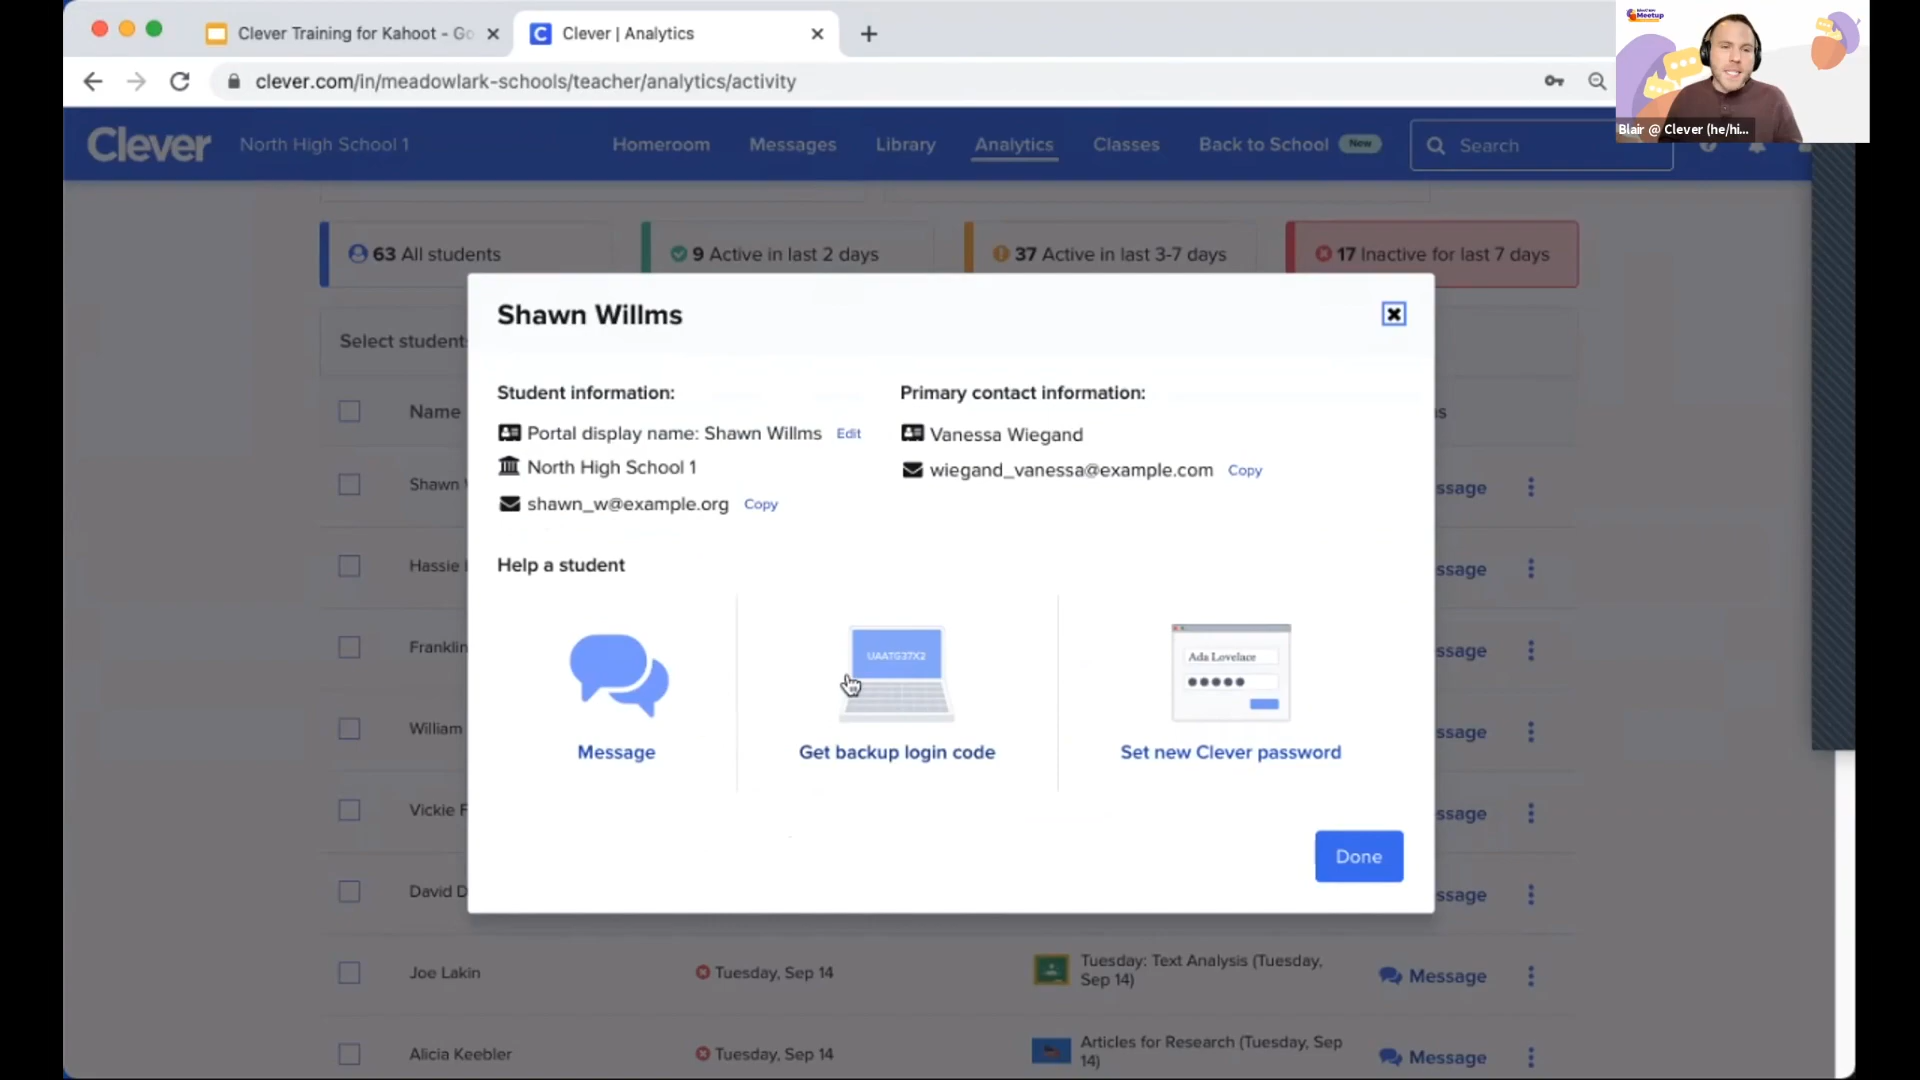 Clever Training for Kahoot - Go
Clever | Analytics
clever.com/in/meadowlark-schools/teacher/analytics/activity
Meetup
Blair @ Clever (he/hi...
Clever
North High School 1
Homeroom
Messages
Library
Analytics
Classes
Back to School
New
Search
63 All students
9 Active in last 2 days
37 Active in last 3-7 days
17 Inactive for last 7 days
Select student
Shawn Willms
Student information:
Primary contact information:
Portal display name: Shawn Willms Edit
Vanessa Wiegand
North High School 1
wiegand_vanessa@example.com Copy
shawn_w@example.org Copy
Help a student
UAATG37X2
Ada Lovelace
Message
Get backup login code
Set new Clever password
Done
Name
Shawn
ssage
Hassie
ssage
Franklin
ssage
William
ssage
Vickie F
ssage
David D
ssage
Joe Lakin
Tuesday, Sep 14
Tuesday: Text Analysis (Tuesday,
Sep 14)
Message
Alicia Keebler
Tuesday, Sep 14
Articles for Research (Tuesday, Sep
14)
Message